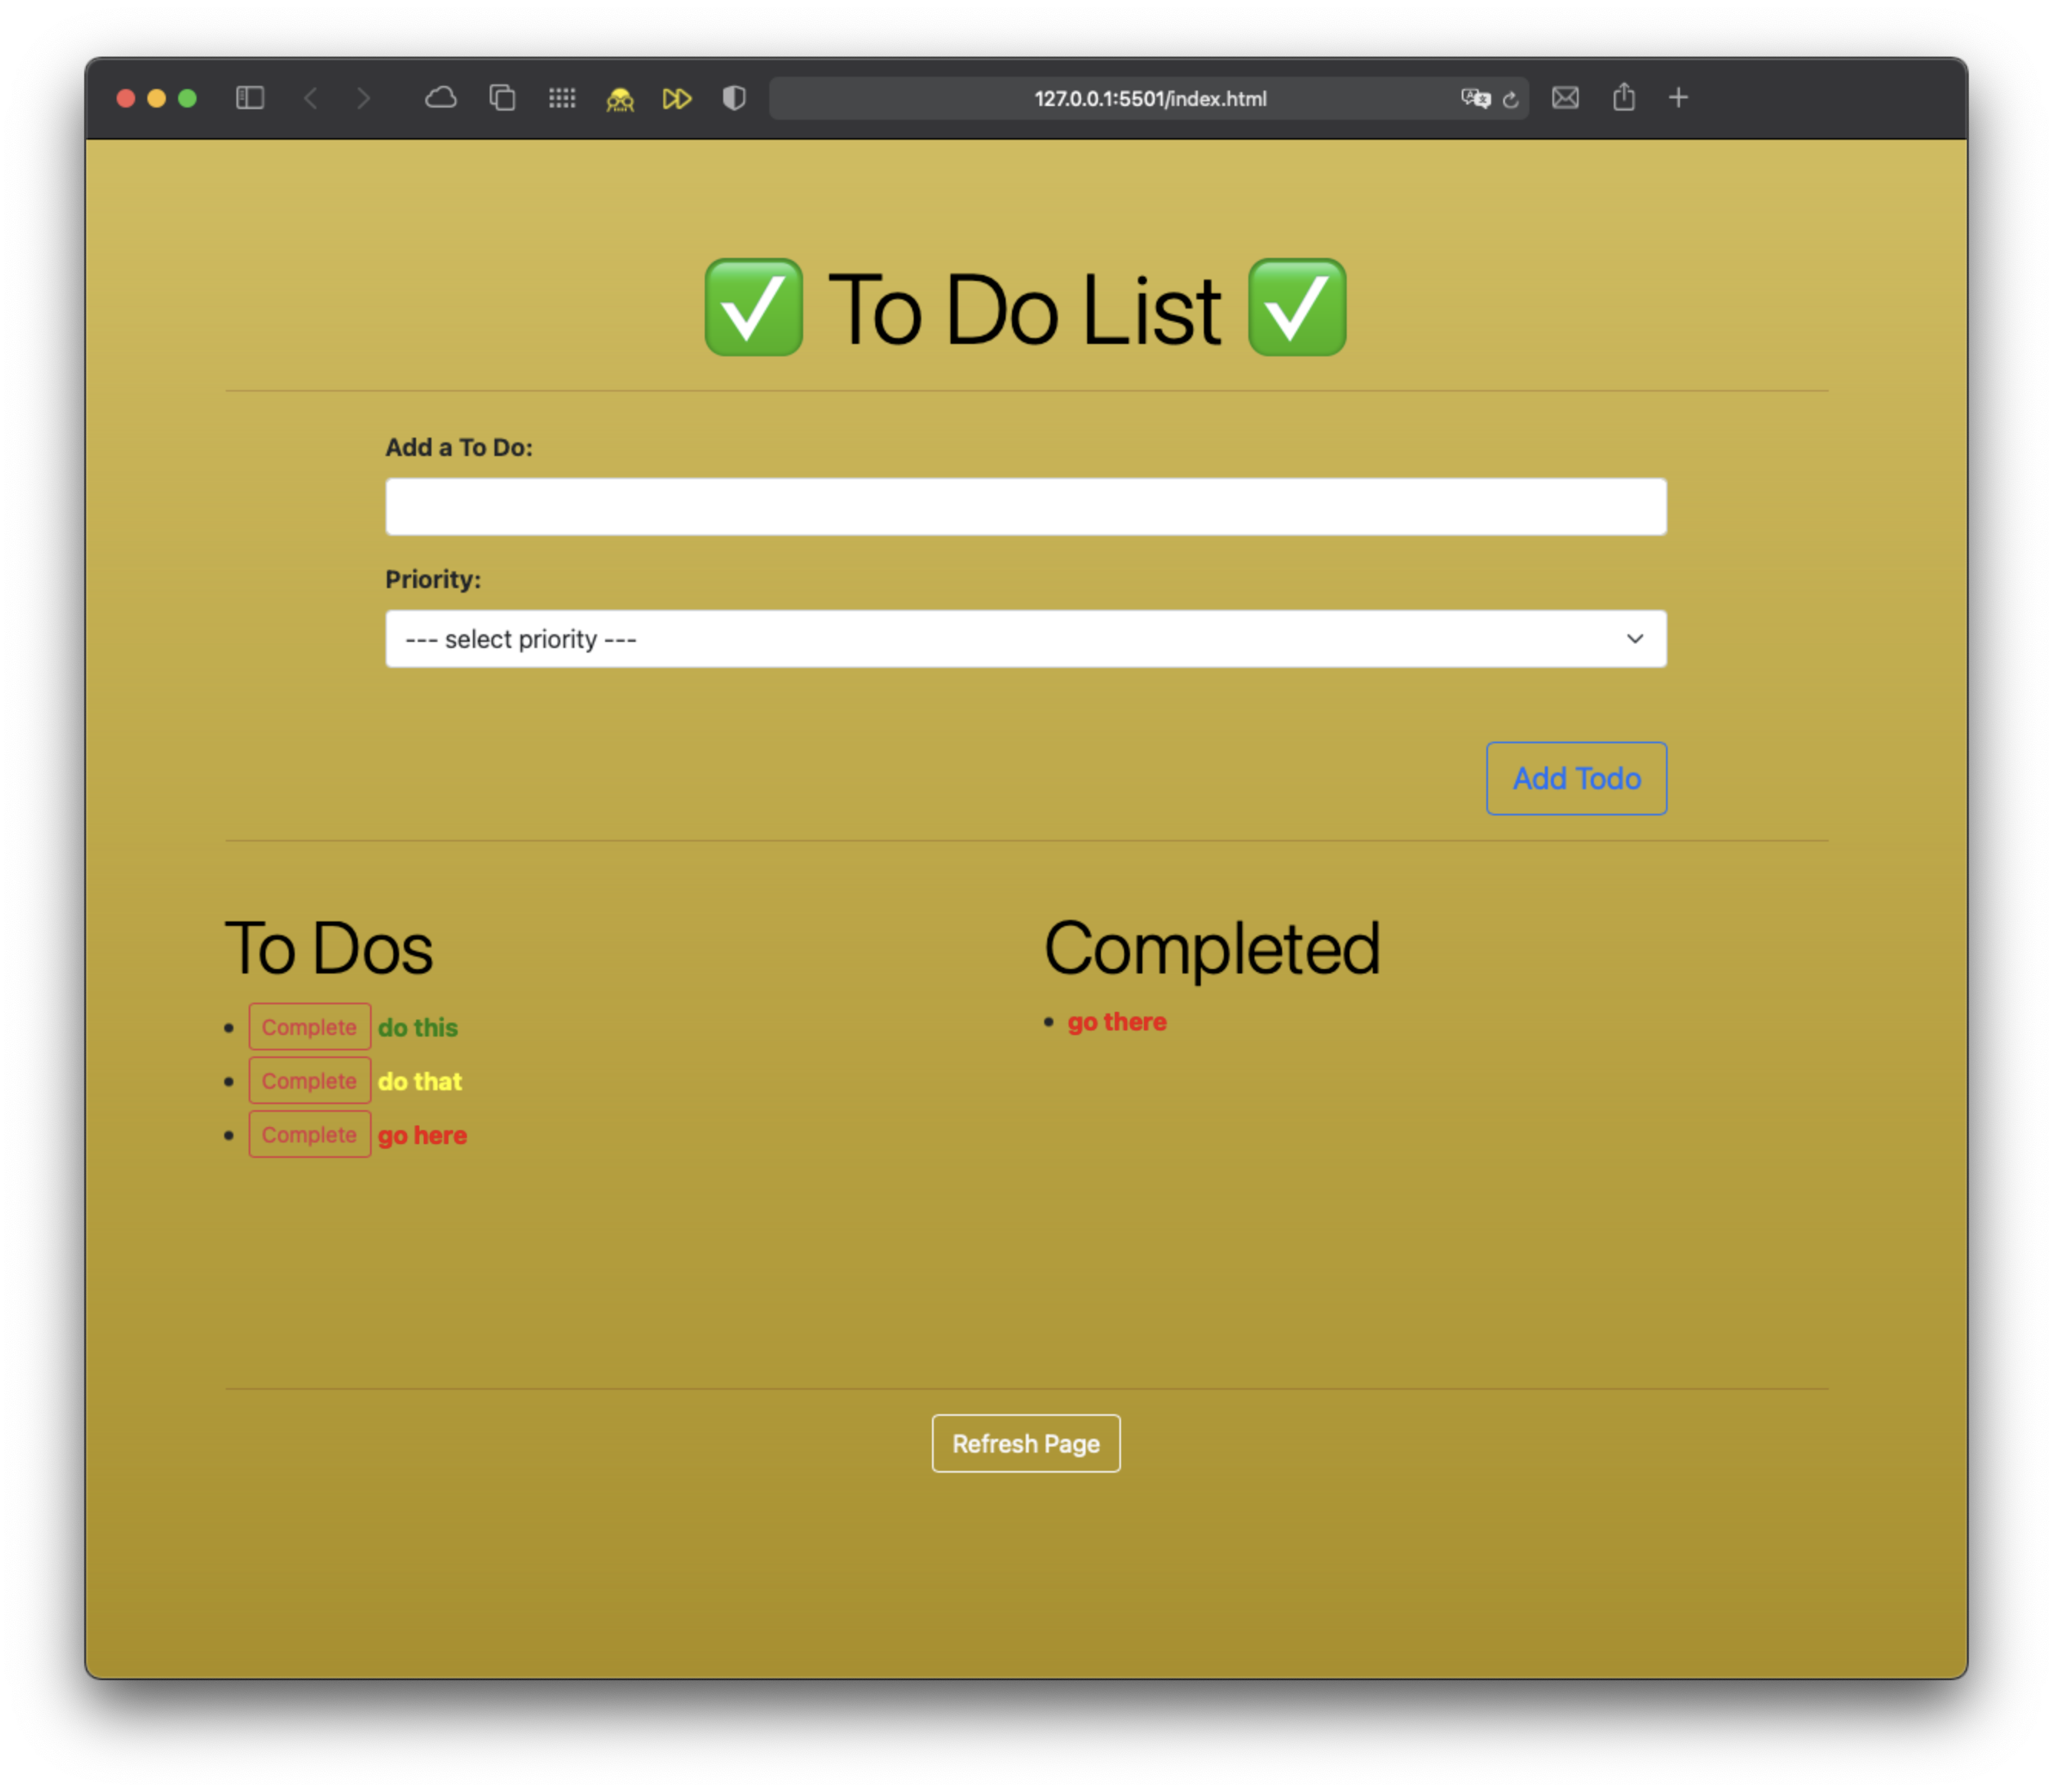 127.0.0.1:5501/index.html
✅ To Do List ✅
Add a To Do:
Priority:
--- select priority ---
Add Todo
To Dos
Complete do this
Complete do that
Complete go here
Completed
go there
Refresh Page